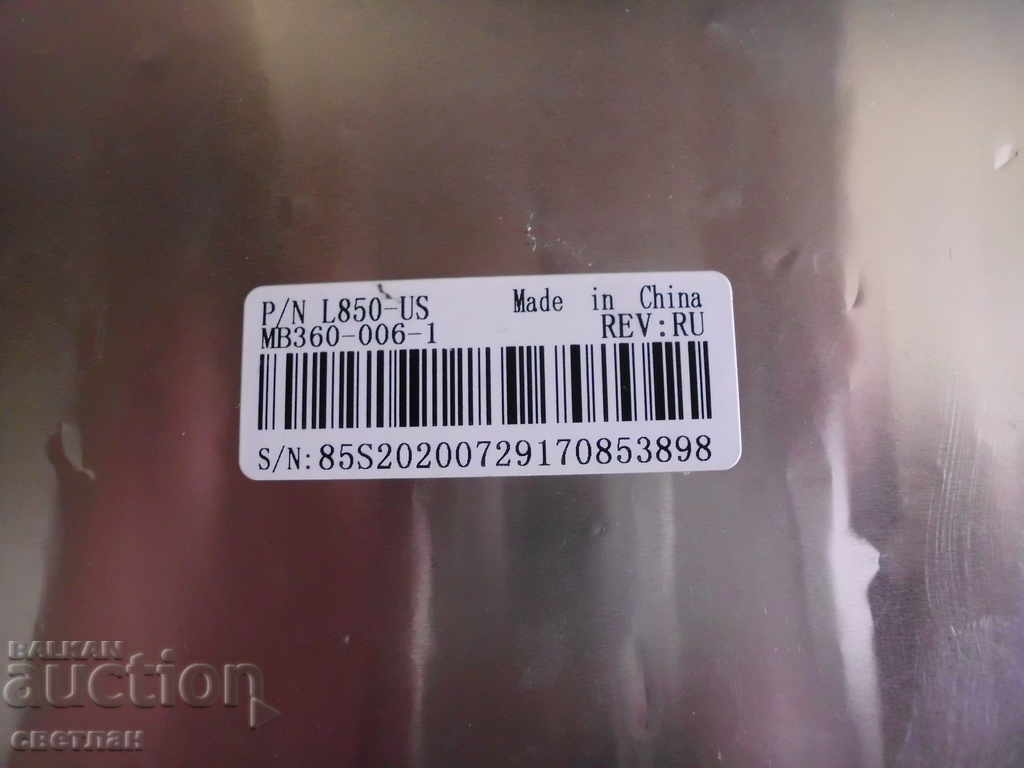 P/N L850-US Made in China
MB360-006-1 REV:RU
S/N:85S20200729170853898
BALKAN
auction
светлан